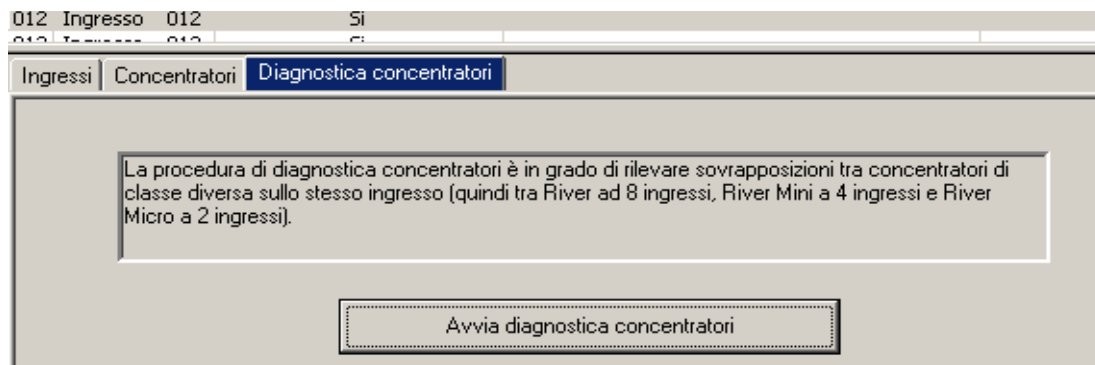 012 Ingresso 012 Si
Ingressi Concentratori Diagnostica concentratori
La procedura di diagnostica concentratori è in grado di rilevare sovrapposizioni tra concentratori di
classe diversa sullo stesso ingresso (quindi tra River ad 8 ingressi, River Mini a 4 ingressi e River
Micro a 2 ingressi).
Avvia diagnostica concentratori